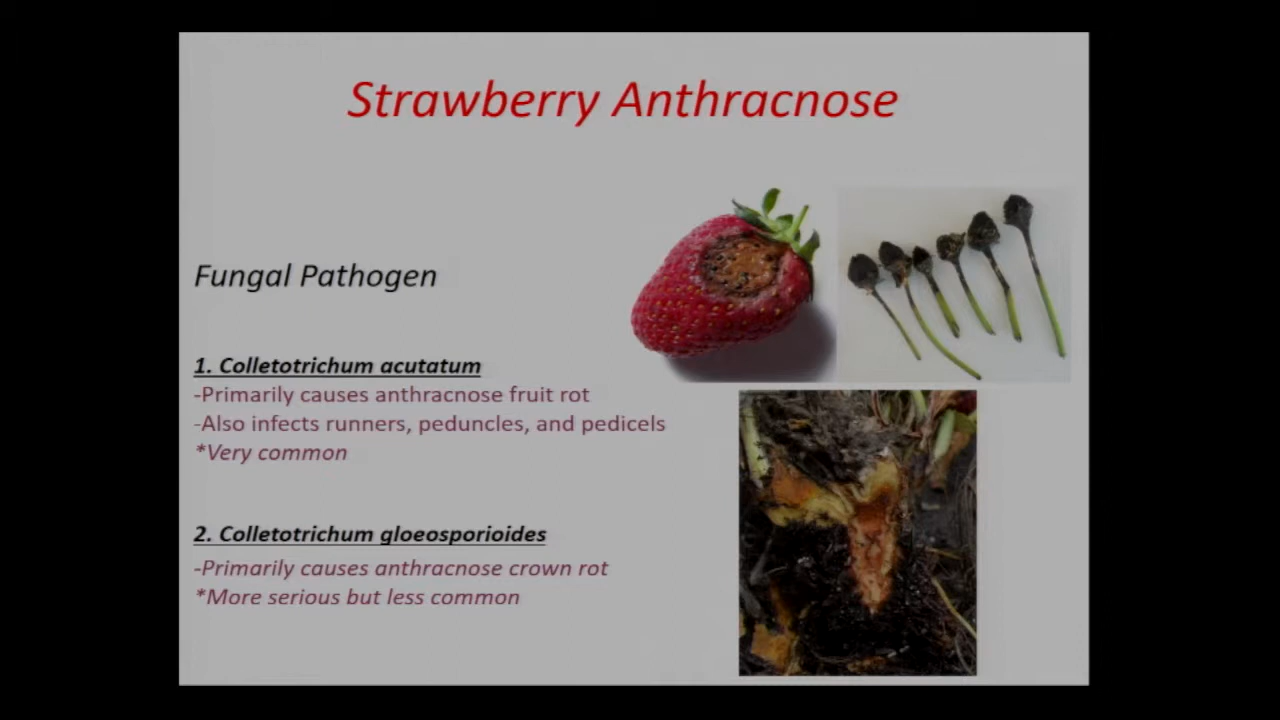 Strawberry Anthracnose
Fungal Pathogen
1. Colletotrichum acutatum
-Primarily causes anthracnose fruit rot
-Also infects runners, peduncles, and pedicels
*Very common
2. Colletotrichum gloeosporioides
-Primarily causes anthracnose crown rot
*More serious but less common